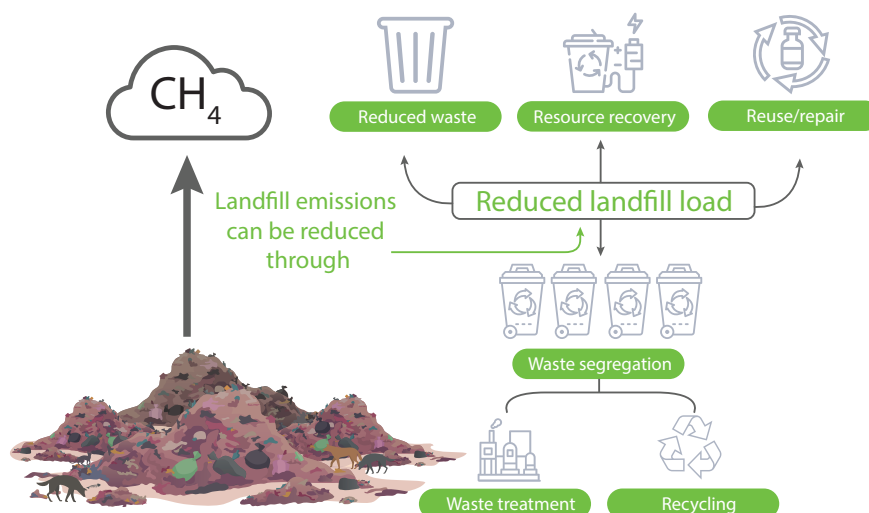 CH4
Reduced waste
Resource recovery
Reuse/repair
Landfill emissions
can be reduced
through
Reduced landfill load
Waste segregation
Waste treatment
Recycling